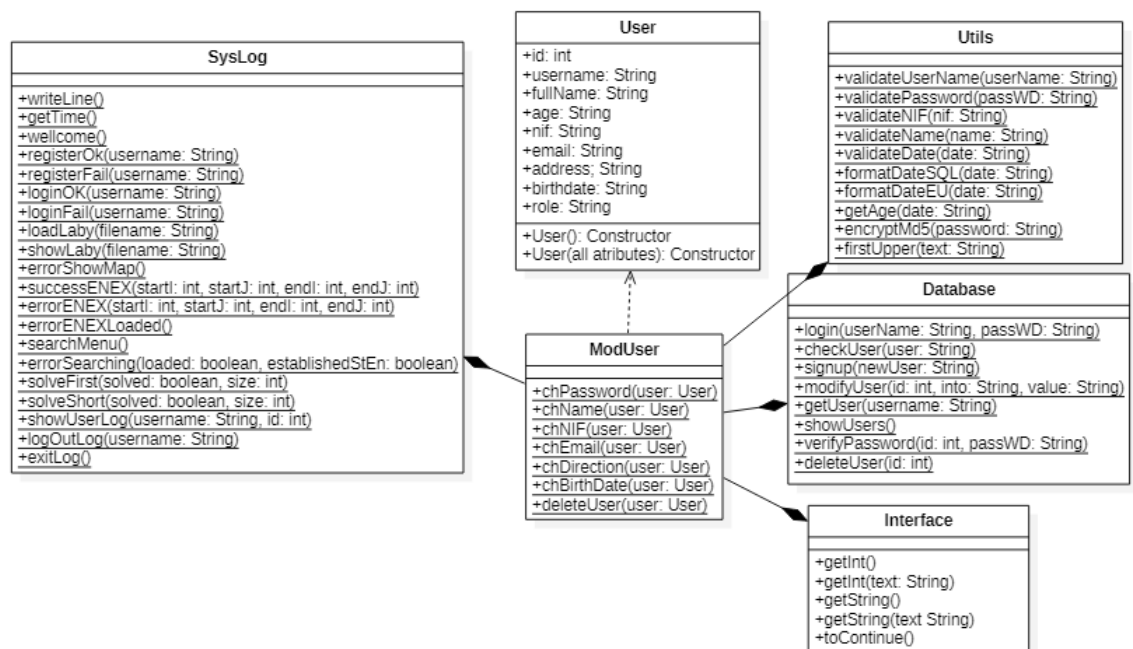 SysLog
+writeLine()
+getTime()
+wellcome()
+registerOk(username: String)
+registerFail(username: String)
+loginOK(username: String)
+loginFail(username: String)
+loadLaby(filename: String)
+showLaby(filename: String)
+errorShowMap()
+successENEX(startI: int, startJ: int, endI: int, endJ: int)
+errorENEX(startI: int, startJ: int, endI: int, endJ: int)
+errorENEXLoaded()
+searchMenu()
+errorSearching(loaded: boolean, establishedStEn: boolean)
+solveFirst(solved: boolean, size: int)
+solveShort(solved: boolean, size: int)
+showUserLog(username: String, id: int)
+logOutLog(username: String)
+exitLog()
User
+id: int
+username: String
+fullName: String
+age: String
+nif: String
+email: String
+address; String
+birthdate: String
+role: String
+User(): Constructor
+User(all atributes): Constructor
ModUser
+chPassword(user: User)
+chName(user: User)
+chNIF(user: User)
+chEmail(user: User)
+chDirection(user: User)
+chBirthDate(user: User)
+deleteUser(user: User)
Utils
+validateUserName(userName: String)
+validatePassword(passWD: String)
+validateNIF(nif: String)
+validateName(name: String)
+validateDate(date: String)
+formatDateSQL(date: String)
+formatDateEU(date: String)
+getAge(date: String)
+encryptMd5(password: String)
+firstUpper(text: String)
Database
+login(userName: String, passWD: String)
+checkUser(user: String)
+signup(newUser: String)
+modifyUser(id: int, into: String, value: String)
+getUser(username: String)
+showUsers()
+verifyPassword(id: int, passWD: String)
+deleteUser(id: int)
Interface
+getInt()
+getInt(text: String)
+getString()
+getString(text String)
+toContinue()